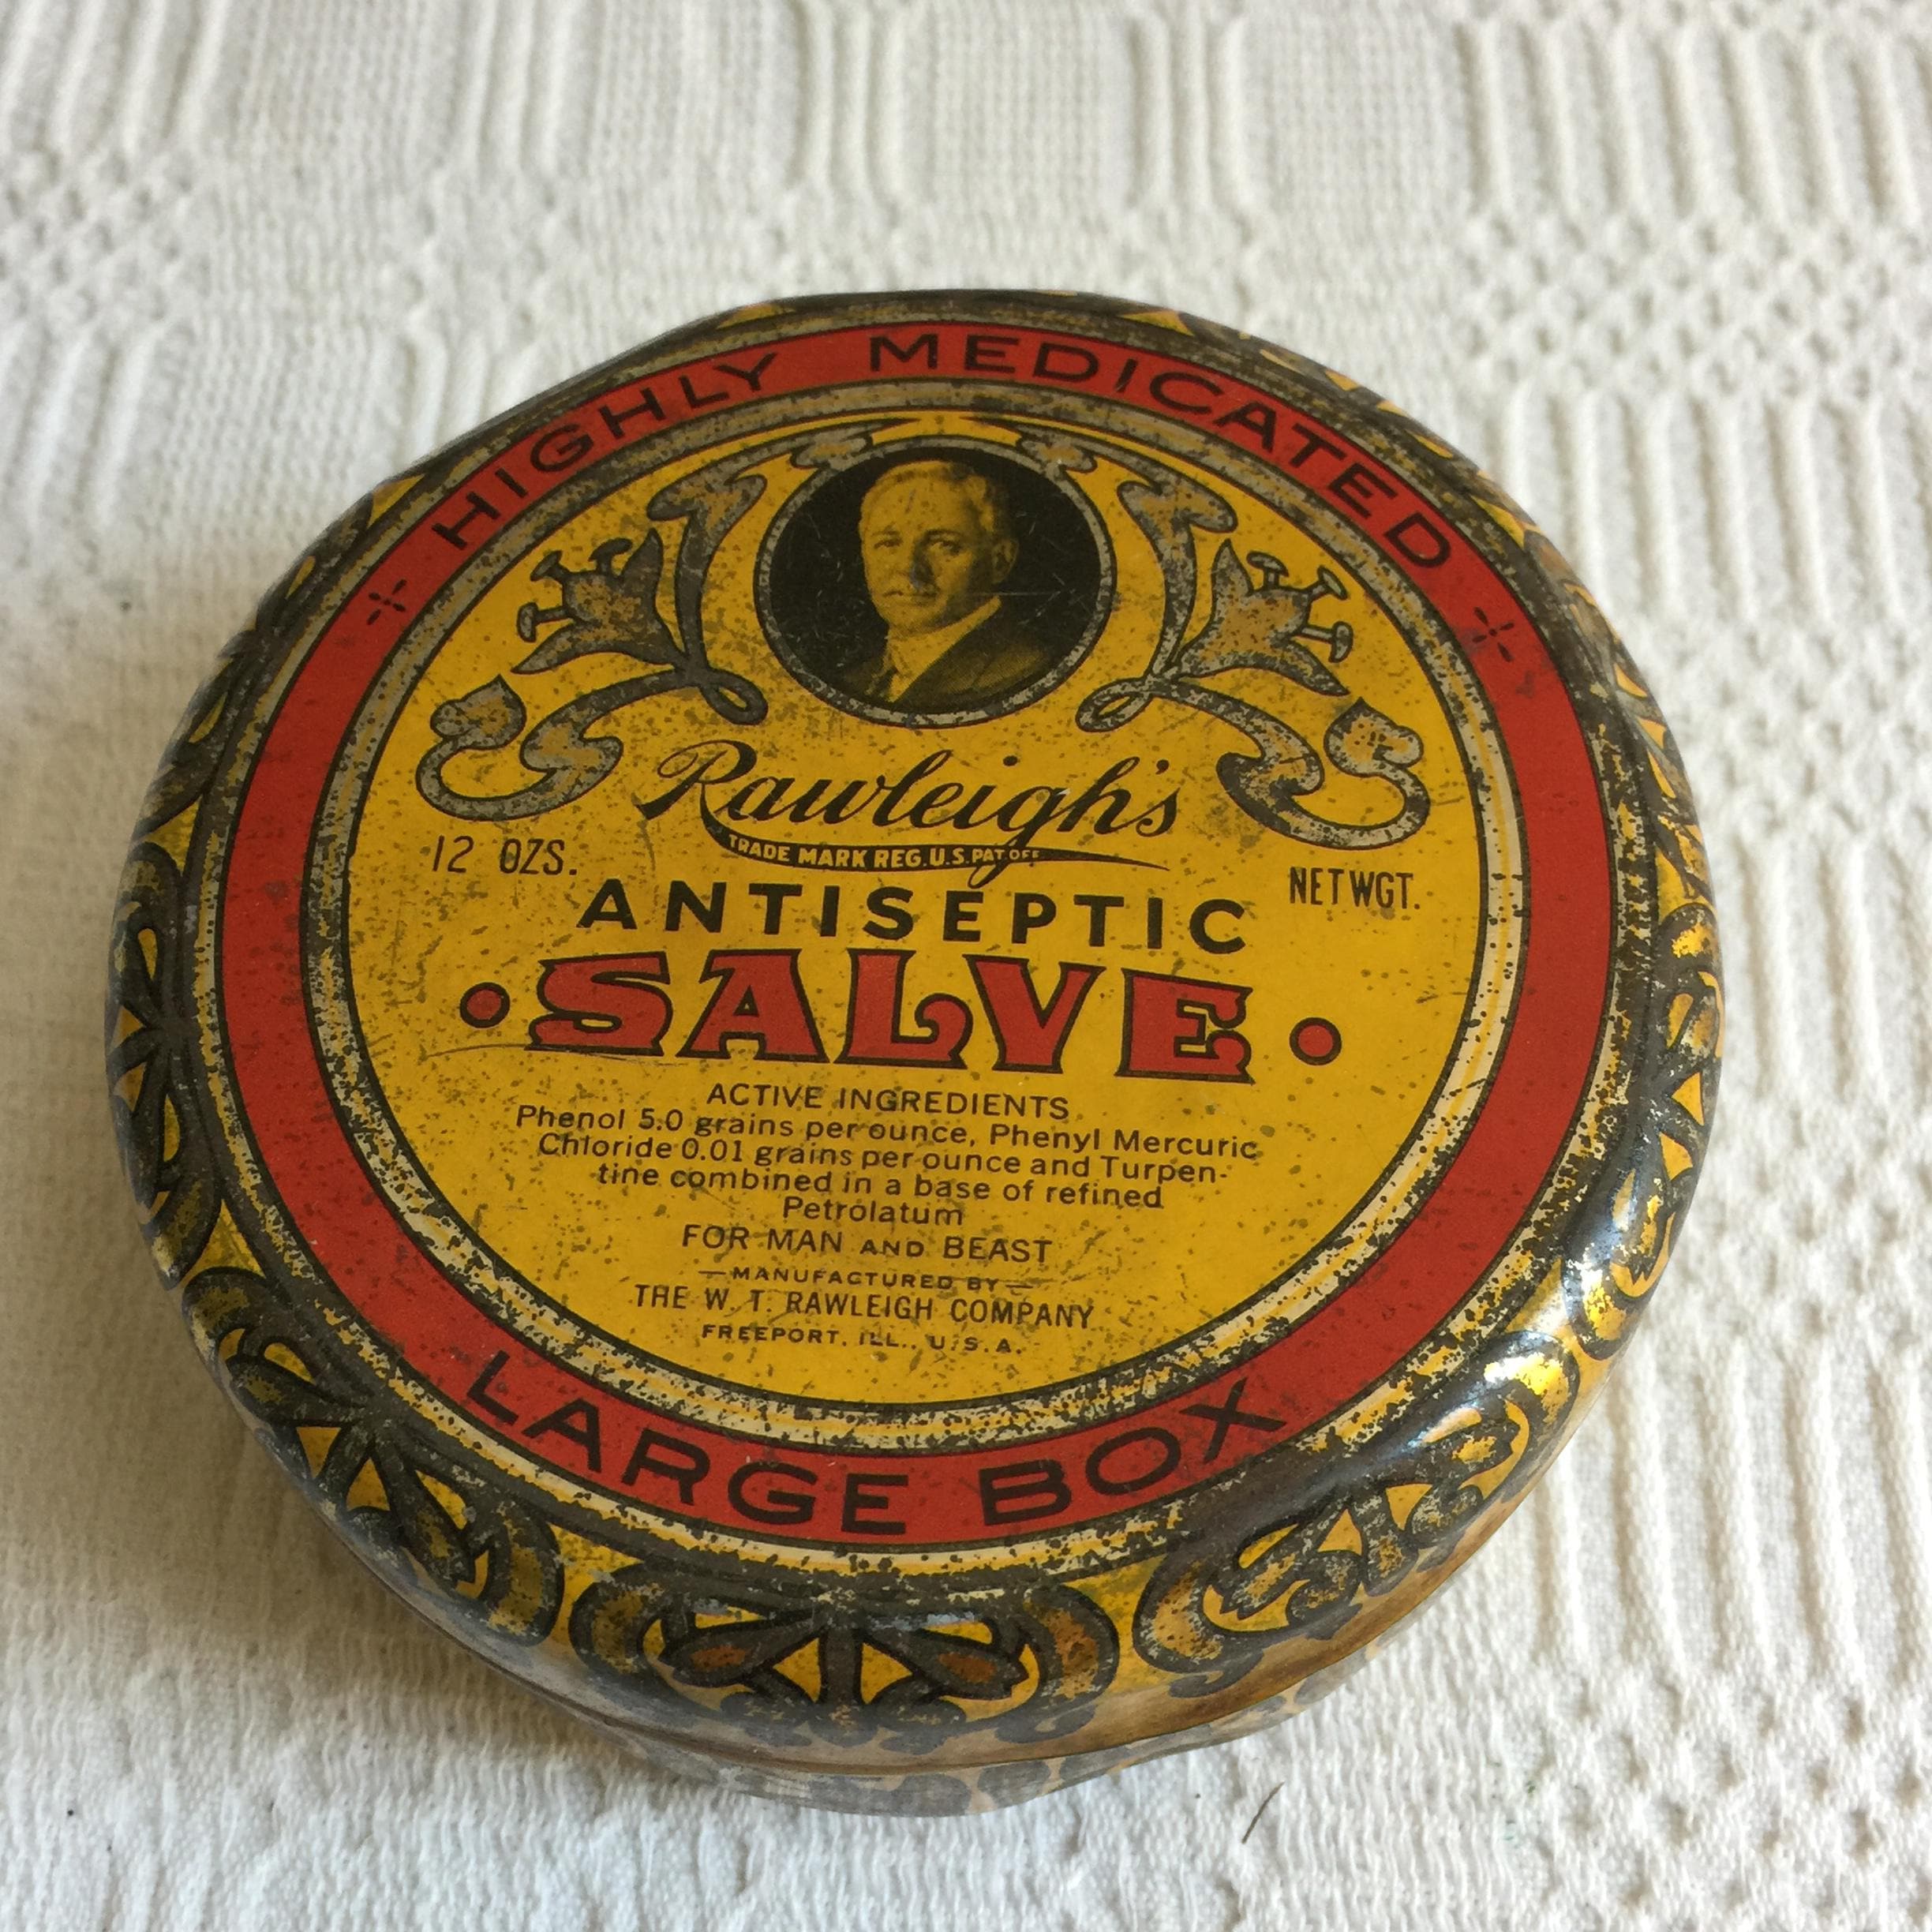 HIGHLY MEDICATED
Rawleigh's
TRADE MARK REG. U.S. PAT. OFF.
12 OZS. NET WGT.
ANTISEPTIC
SALVE
ACTIVE INGREDIENTS
Phenol 5.0 grains per ounce, Phenyl Mercuric
Chloride 0.01 grains per ounce and Turpen-
tine combined in a base of refined
Petrolatum
FOR MAN AND BEAST
MANUFACTURED BY
THE W. T. RAWLEIGH COMPANY
FREEPORT, ILL., U.S.A.
LARGE BOX